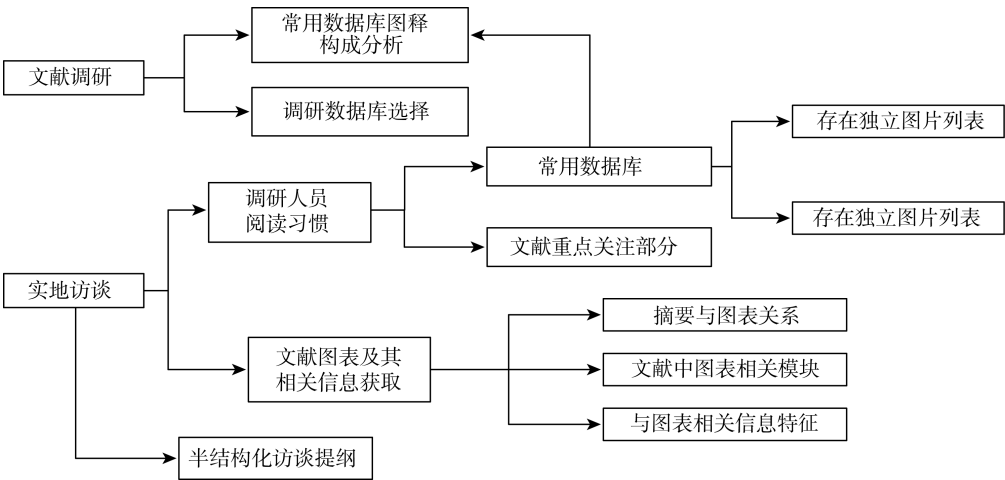 常用数据库图释
构成分析
文献调研
调研数据库选择
存在独立图片列表
常用数据库
调研人员
阅读习惯
存在独立图片列表
文献重点关注部分
实地访谈
摘要与图表关系
文献图表及其
相关信息获取
文献中图表相关模块
与图表相关信息特征
半结构化访谈提纲